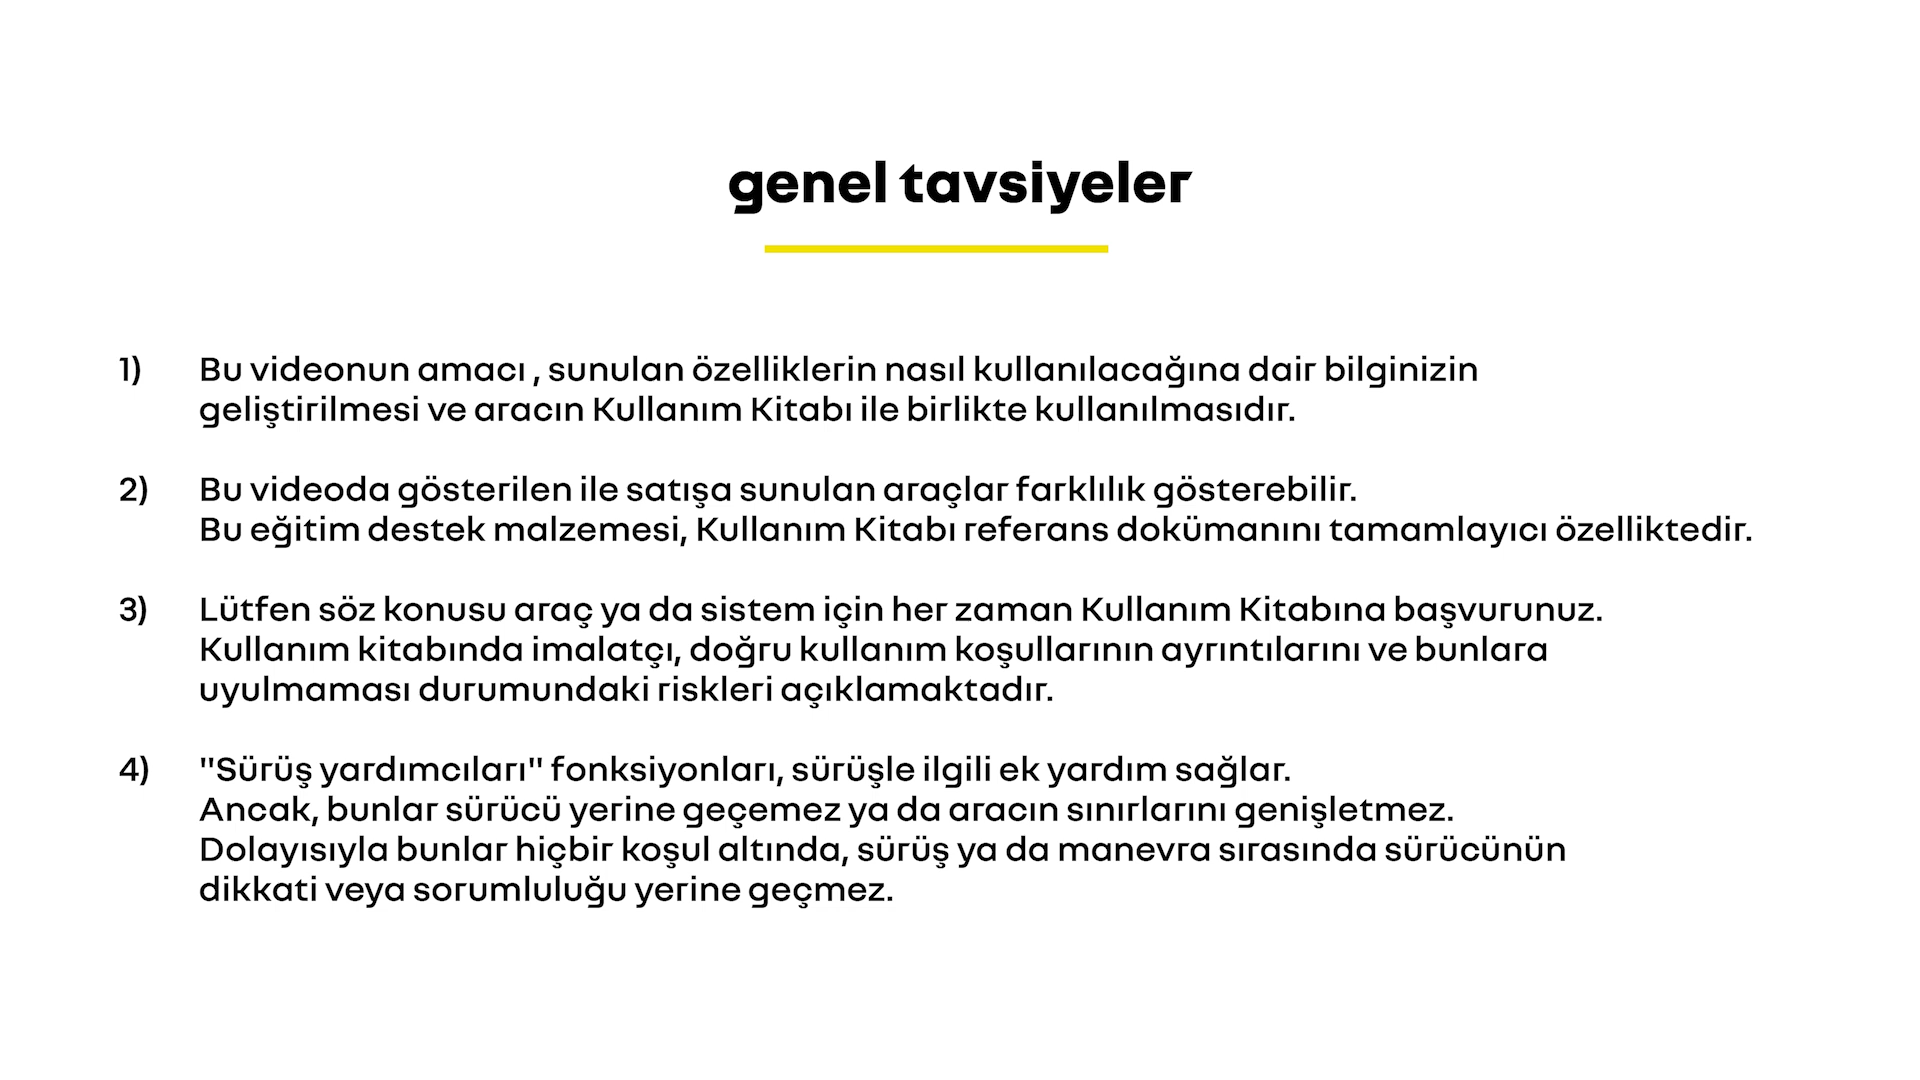 genel tavsiyeler
1) Bu videonun amacı , sunulan özelliklerin nasıl kullanılacağına dair bilginizin
geliştirilmesi ve aracın Kullanım Kitabı ile birlikte kullanılmasıdır.
2) Bu videoda gösterilen ile satışa sunulan araçlar farklılık gösterebilir.
Bu eğitim destek malzemesi, Kullanım Kitabı referans dokümanını tamamlayıcı özelliktedir.
3) Lütfen söz konusu araç ya da sistem için her zaman Kullanım Kitabına başvurunuz.
Kullanım kitabında imalatçı, doğru kullanım koşullarının ayrıntılarını ve bunlara
uyulmaması durumundaki riskleri açıklamaktadır.
4) "Sürüş yardımcıları" fonksiyonları, sürüşle ilgili ek yardım sağlar.
Ancak, bunlar sürücü yerine geçemez ya da aracın sınırlarını genişletmez.
Dolayısıyla bunlar hiçbir koşul altında, sürüş ya da manevra sırasında sürücünün
dikkati veya sorumluluğu yerine geçmez.